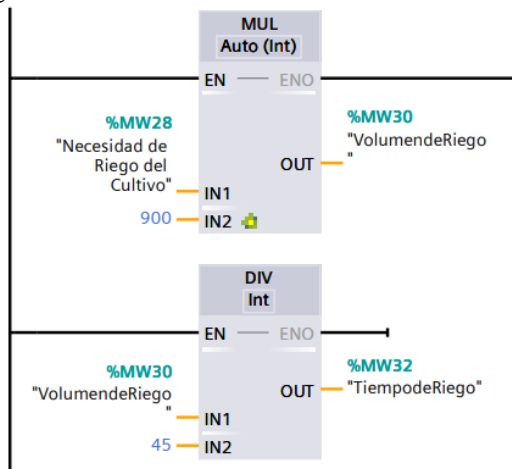 MUL
Auto (Int)
EN
ENO
%MW28
"Necesidad de
Riego del
Cultivo"
IN1
900
IN2
%MW30
"VolumendeRiego
"
OUT
DIV
Int
EN
ENO
%MW30
"VolumendeRiego
"
IN1
45
IN2
%MW32
"TiempodeRiego"
OUT